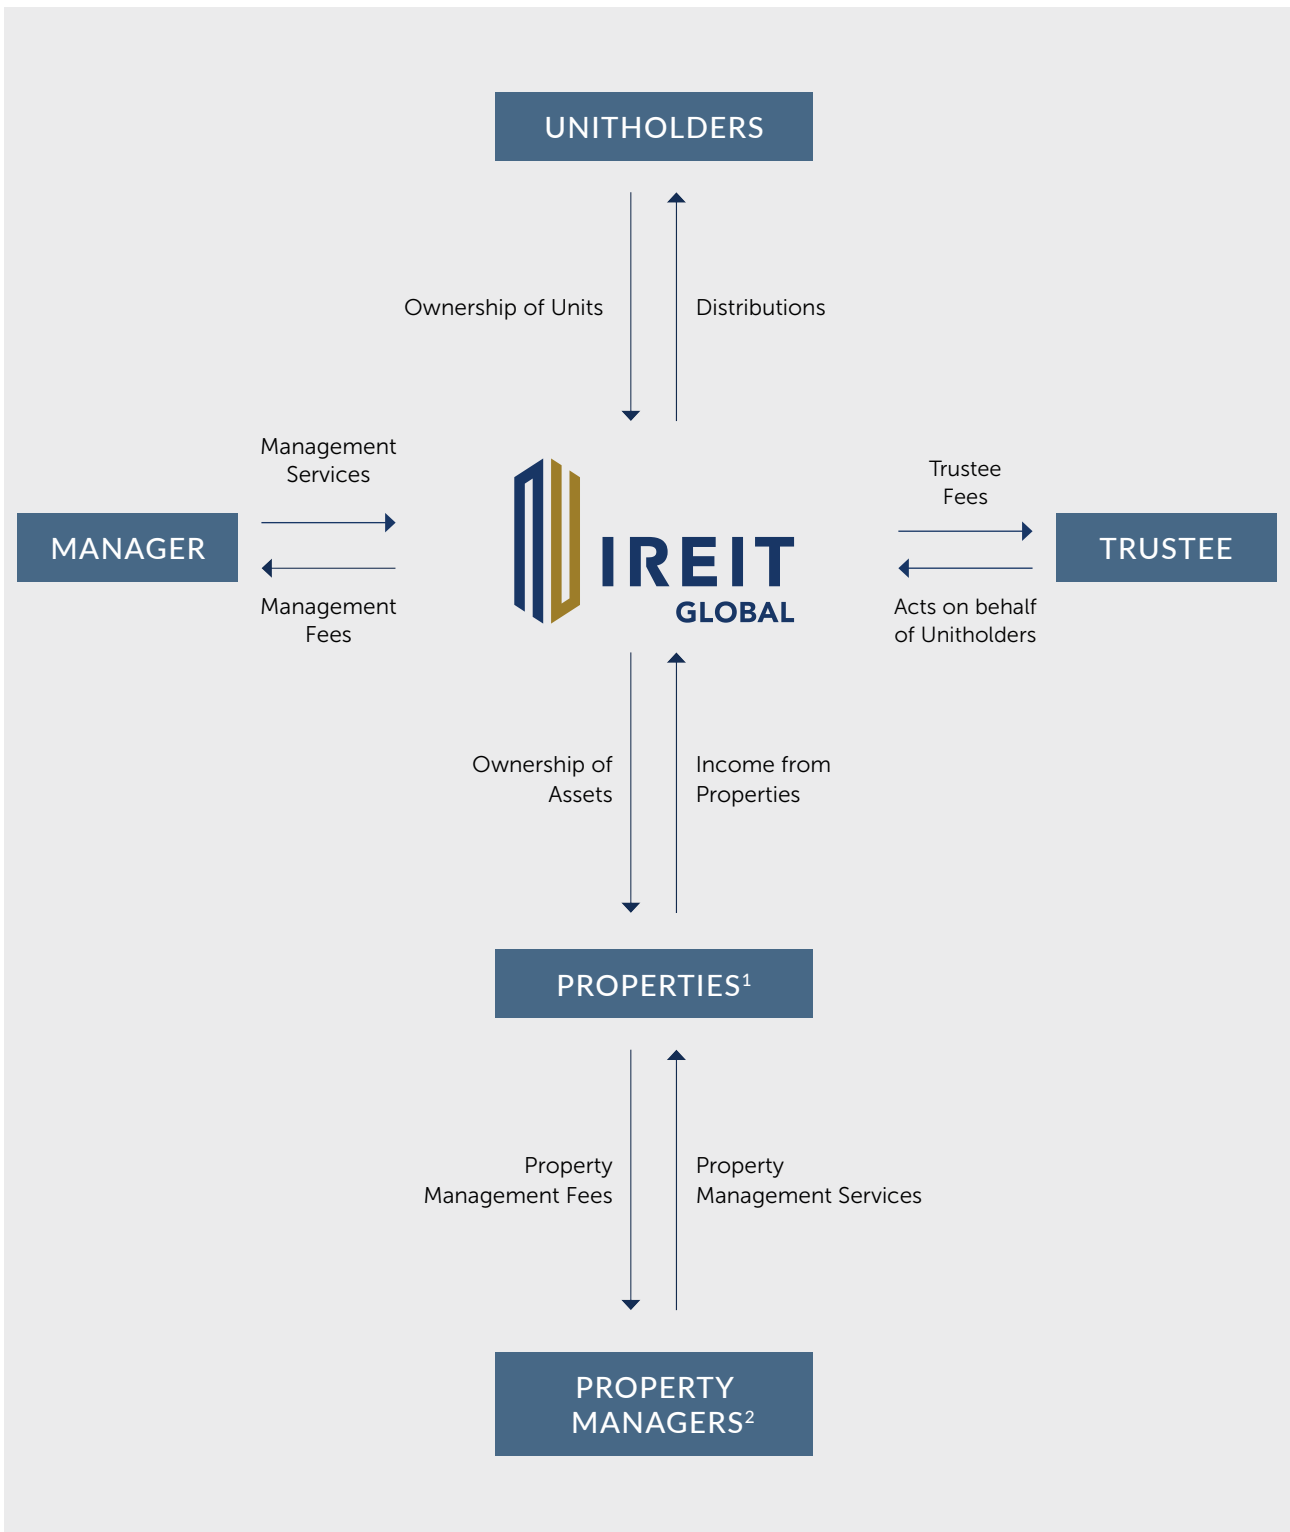 UNITHOLDERS
Ownership of Units
Distributions
Management
Services
Trustee
Fees
MANAGER
IREIT
GLOBAL
TRUSTEE
Management
Fees
Acts on behalf
of Unitholders
Ownership of
Assets
Income from
Properties
PROPERTIES¹
Property
Management Fees
Property
Management Services
PROPERTY
MANAGERS²